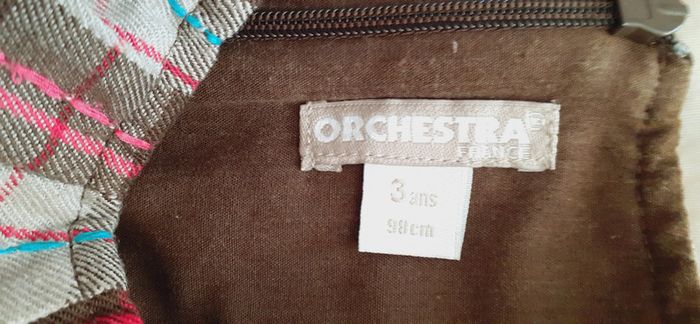 ORCHESTRA®
FRANCE
3 ans
98cm